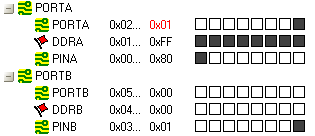 PORTA
PORTA 0x02... 0x01
DDRA 0x01... 0xFF
PINA 0x00... 0x80
PORTB
PORTB 0x05... 0x00
DDRB 0x04... 0x00
PINB 0x03... 0x01